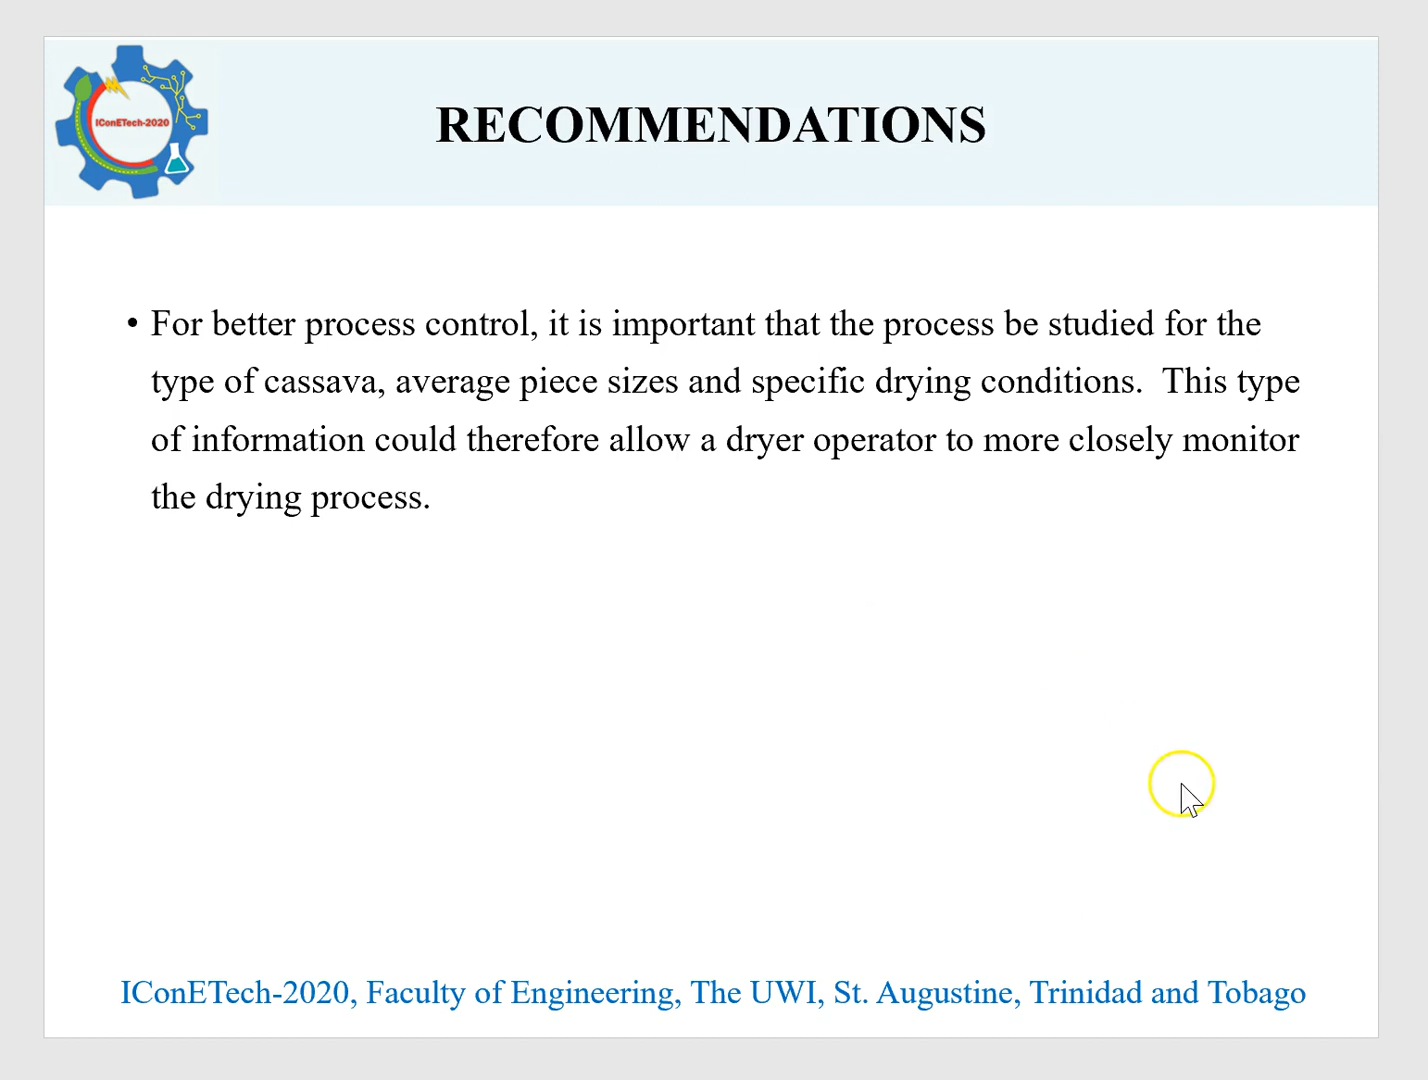 IConETech-2020
RECOMMENDATIONS
• For better process control, it is important that the process be studied for the
type of cassava, average piece sizes and specific drying conditions.  This type
of information could therefore allow a dryer operator to more closely monitor
the drying process.
IConETech-2020, Faculty of Engineering, The UWI, St. Augustine, Trinidad and Tobago